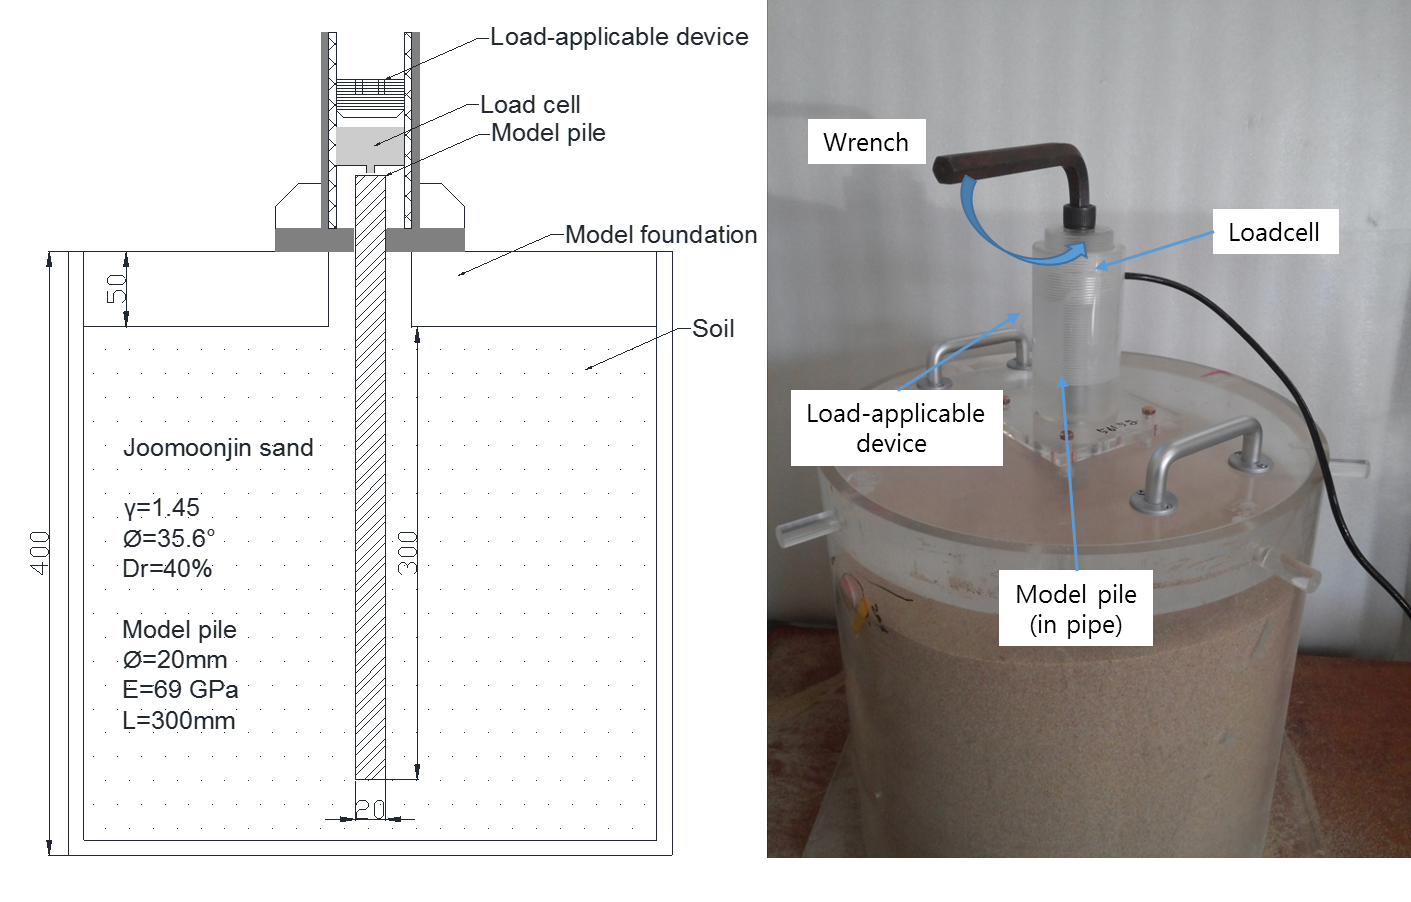 Load-applicable device
Load cell
Model pile
Model foundation
50
Soil
Joomoonjin sand
γ=1.45
Ø=35.6°
Dr=40%
400
300
Model pile
Ø=20mm
E=69 GPa
L=300mm
20
Wrench
Loadcell
Load-applicable
device
Model pile
(in pipe)